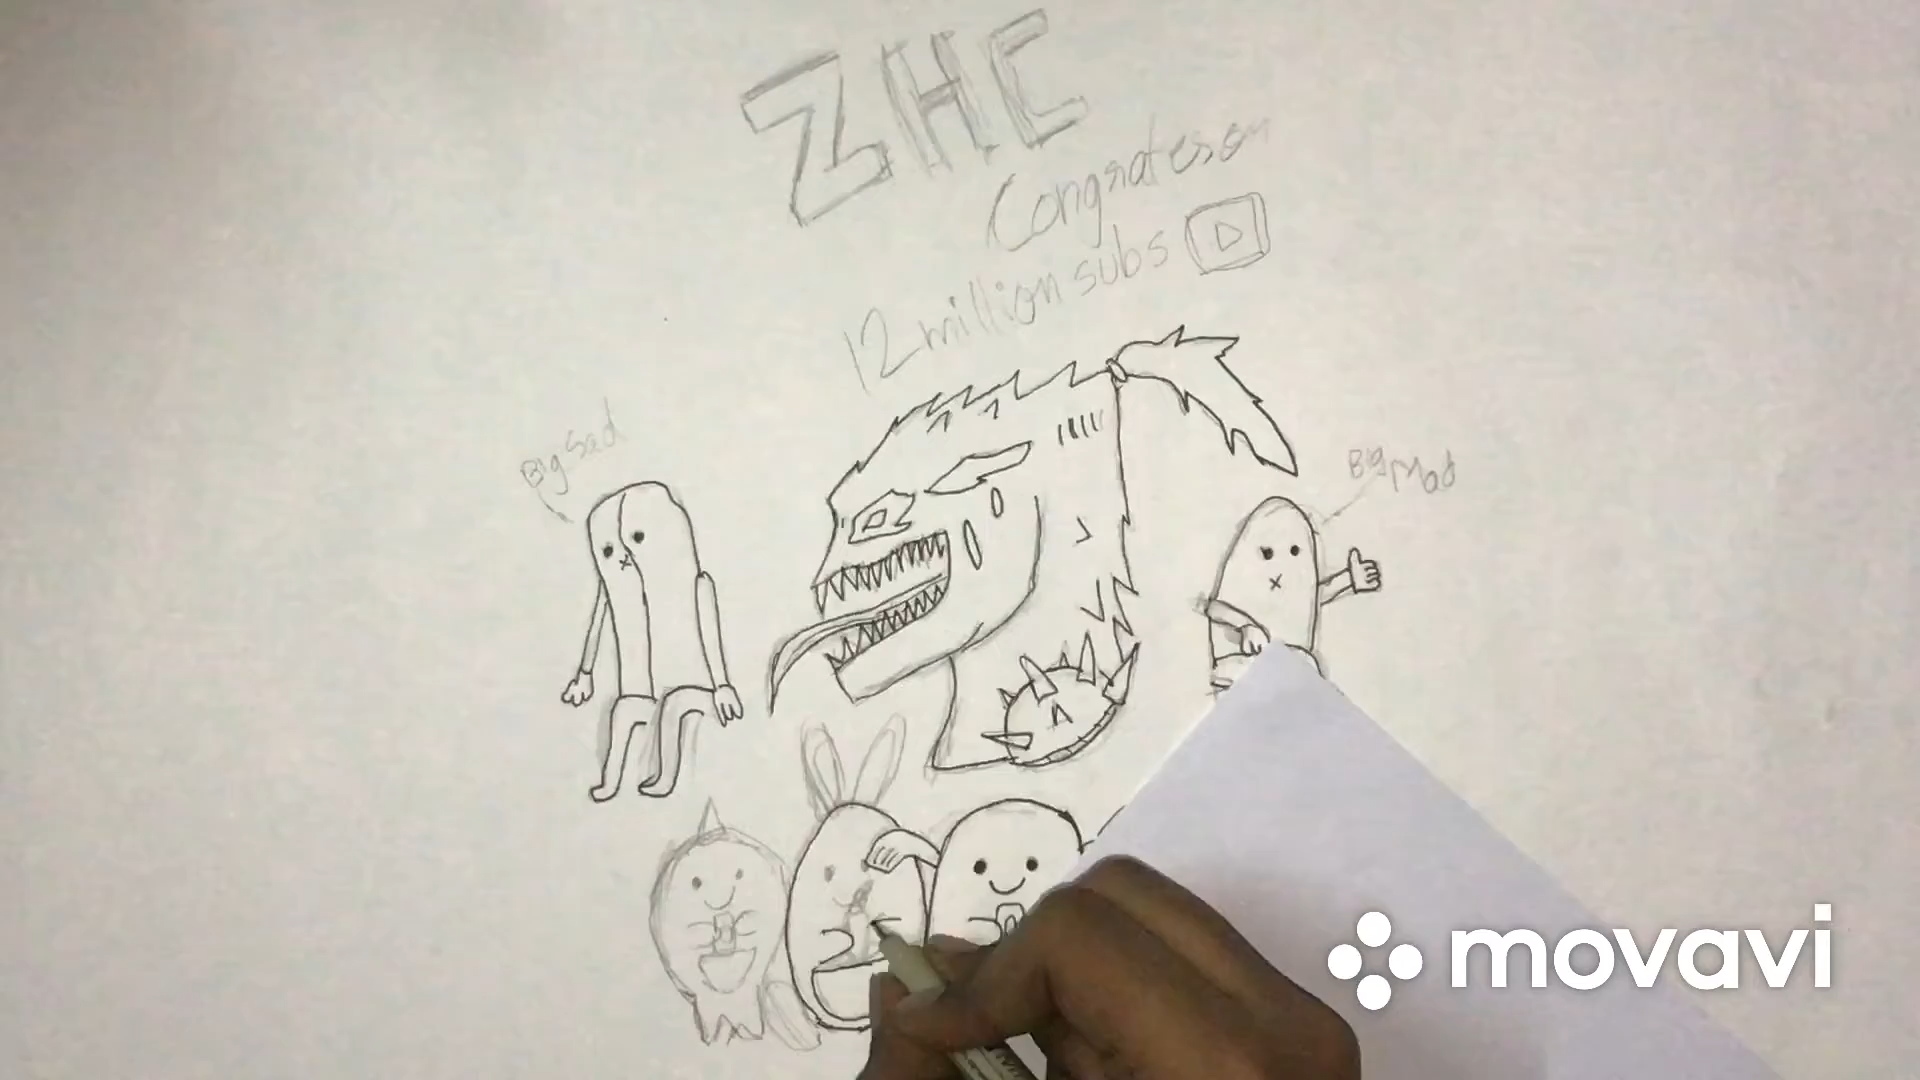 ZHC
Congrates on
12 million subs
Big Sad
Big Mad
movavi